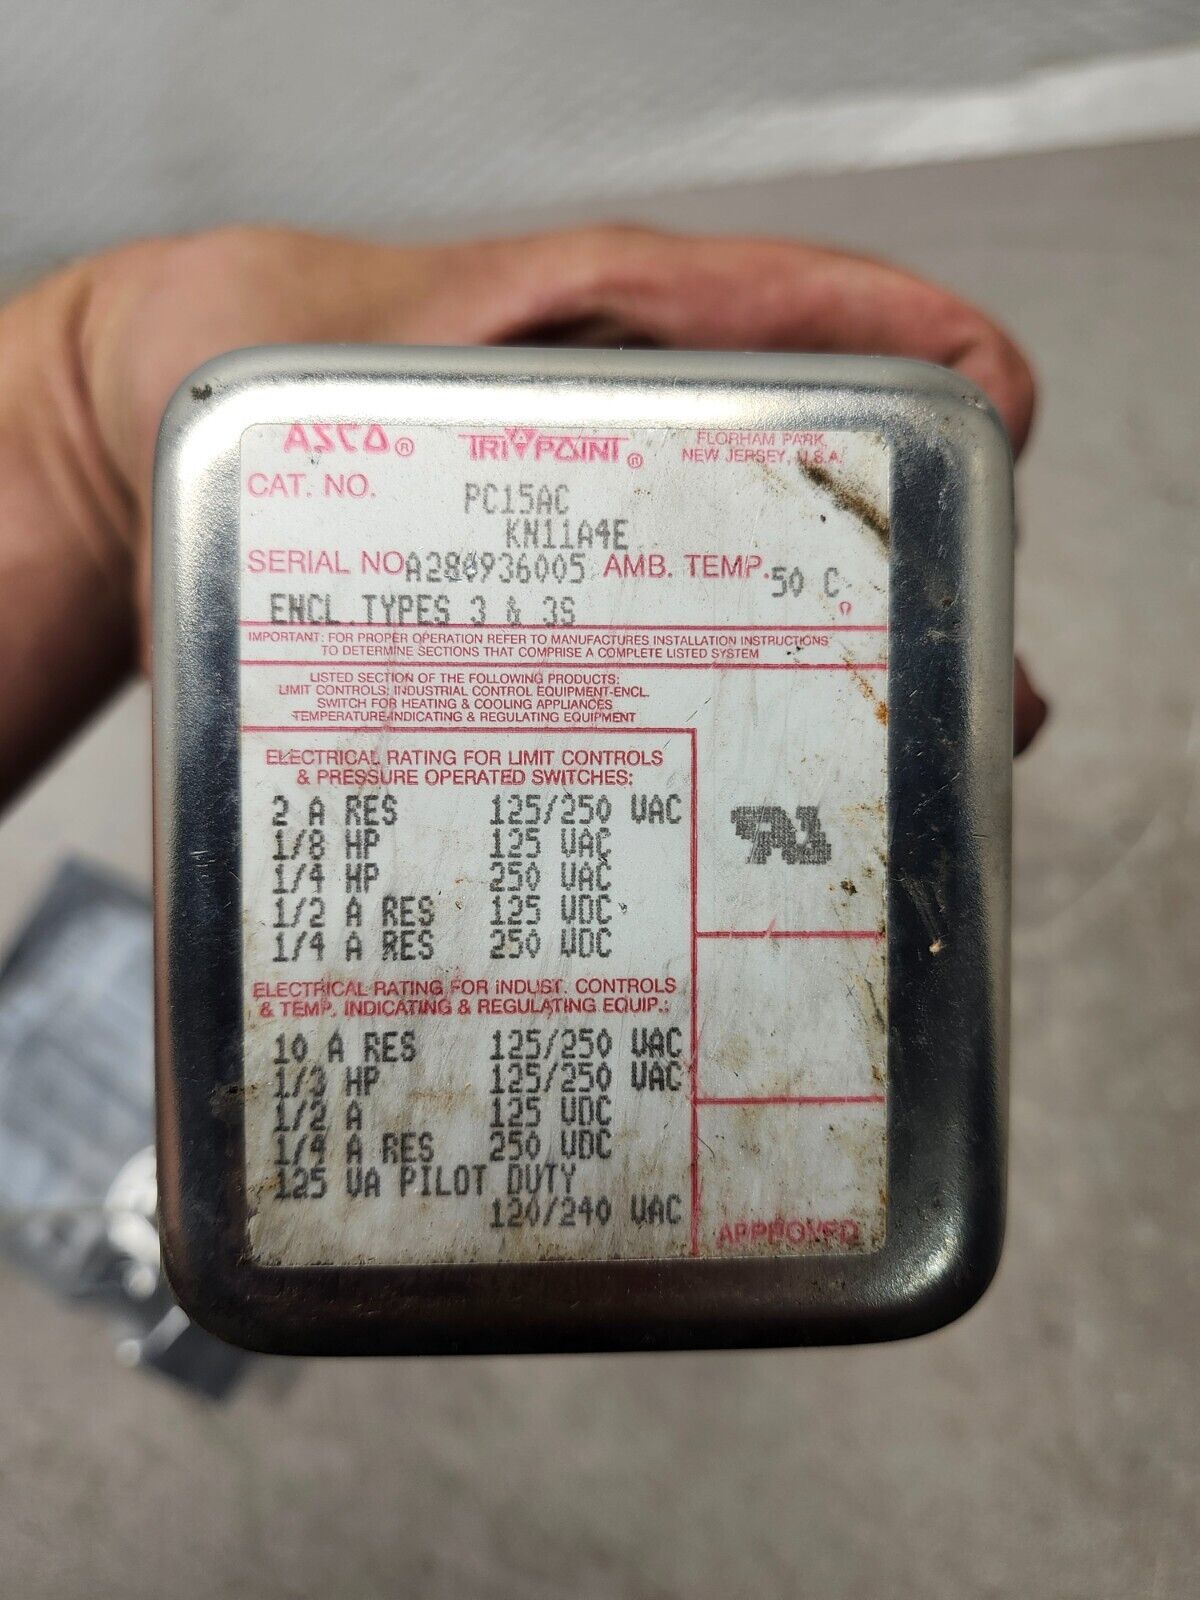 ASCO® TRI POINT® FLORHAM PARK,
NEW JERSEY, U.S.A.
CAT. NO. PC15AC
KN11A4E
SERIAL NO A280936005 AMB. TEMP. 50 C
ENCL.TYPES 3 & 3S
IMPORTANT: FOR PROPER OPERATION REFER TO MANUFACTURES INSTALLATION INSTRUCTIONS
TO DETERMINE SECTIONS THAT COMPRISE A COMPLETE LISTED SYSTEM
LISTED SECTION OF THE FOLLOWING PRODUCTS:
LIMIT CONTROLS; INDUSTRIAL CONTROL EQUIPMENT-ENCL.
SWITCH FOR HEATING & COOLING APPLIANCES
TEMPERATURE-INDICATING & REGULATING EQUIPMENT
ELECTRICAL RATING FOR LIMIT CONTROLS
& PRESSURE OPERATED SWITCHES:
2 A RES 125/250 VAC
1/8 HP 125 VAC
1/4 HP 250 VAC
1/2 A RES 125 VDC
1/4 A RES 250 VDC
ELECTRICAL RATING FOR INDUST. CONTROLS
& TEMP. INDICATING & REGULATING EQUIP.:
10 A RES 125/250 VAC
1/3 HP 125/250 VAC
1/2 A 125 VDC
1/4 A RES 250 VDC
125 VA PILOT DUTY
120/240 VAC
APPROVED